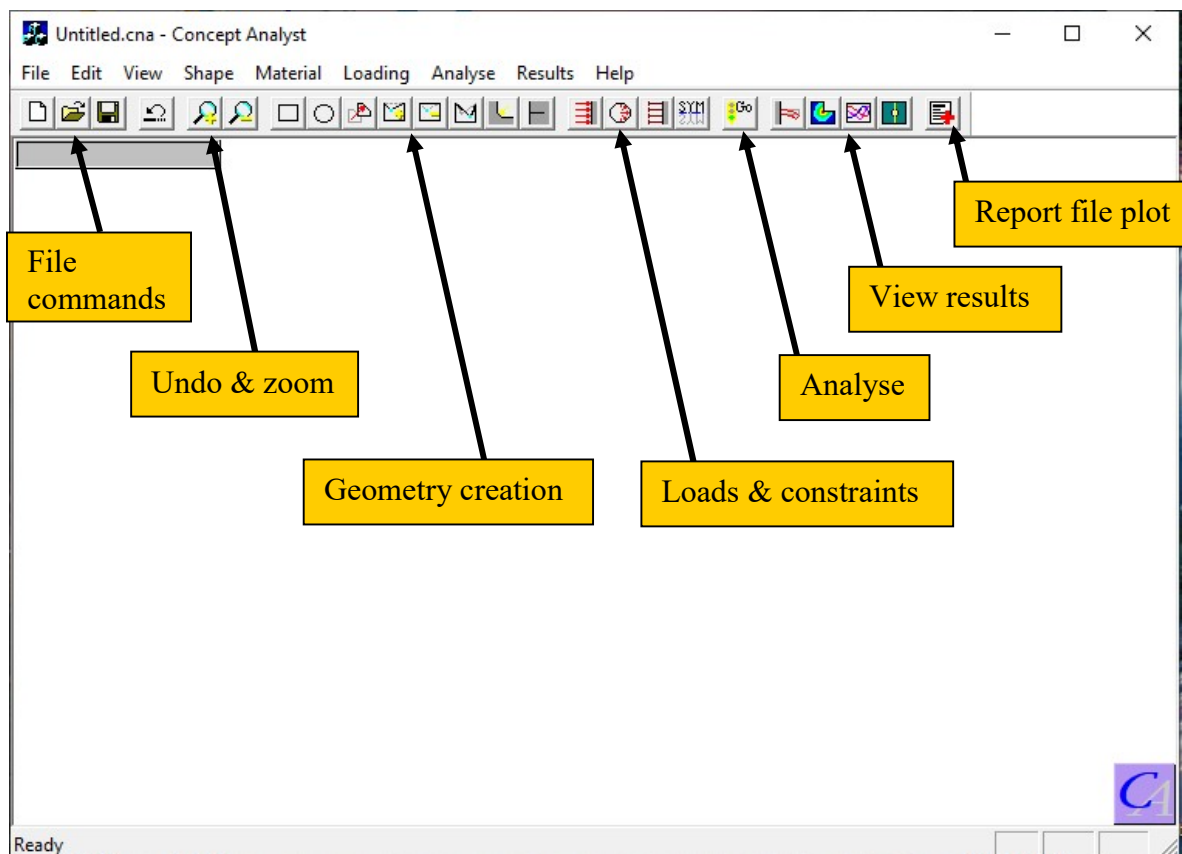 Untitled.cna - Concept Analyst
File Edit View Shape Material Loading Analyse Results Help
SYM
Go
Report file plot
File
commands
View results
Undo & zoom
Analyse
Geometry creation
Loads & constraints
CA
Ready